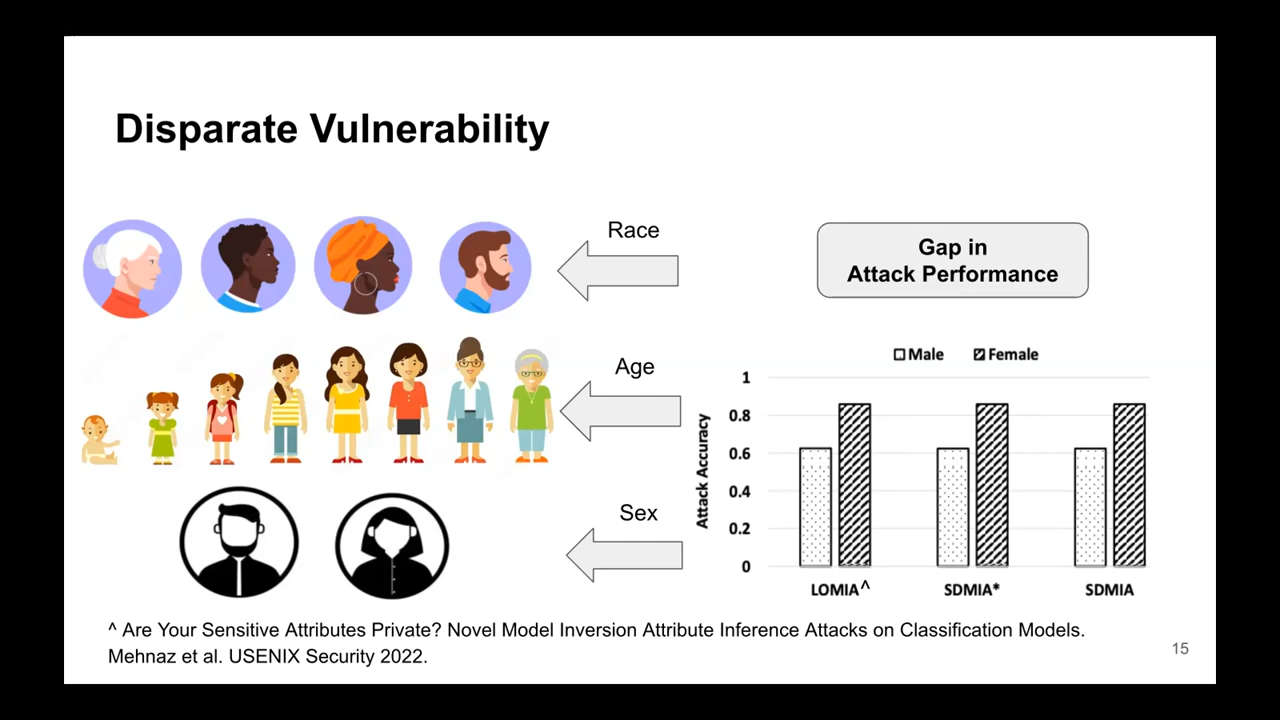 Disparate Vulnerability
Race
Gap in
Attack Performance
Age
Male Female
1
0.8
0.6
0.4
0.2
0
Attack Accuracy
Sex
LOMIA^ SDMIA* SDMIA
^ Are Your Sensitive Attributes Private? Novel Model Inversion Attribute Inference Attacks on Classification Models.
Mehnaz et al. USENIX Security 2022.
15